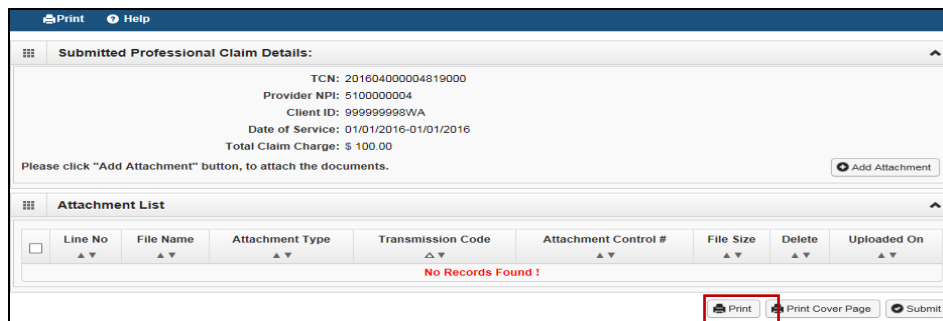 Print Help
Submitted Professional Claim Details:
TCN: 201604000004819000
Provider NPI: 5100000004
Client ID: 999999998WA
Date of Service: 01/01/2016-01/01/2016
Total Claim Charge: $ 100.00
Please click "Add Attachment" button, to attach the documents. Add Attachment
Attachment List
Line No File Name Attachment Type Transmission Code Attachment Control # File Size Delete Uploaded On
No Records Found !
Print Print Cover Page Submit